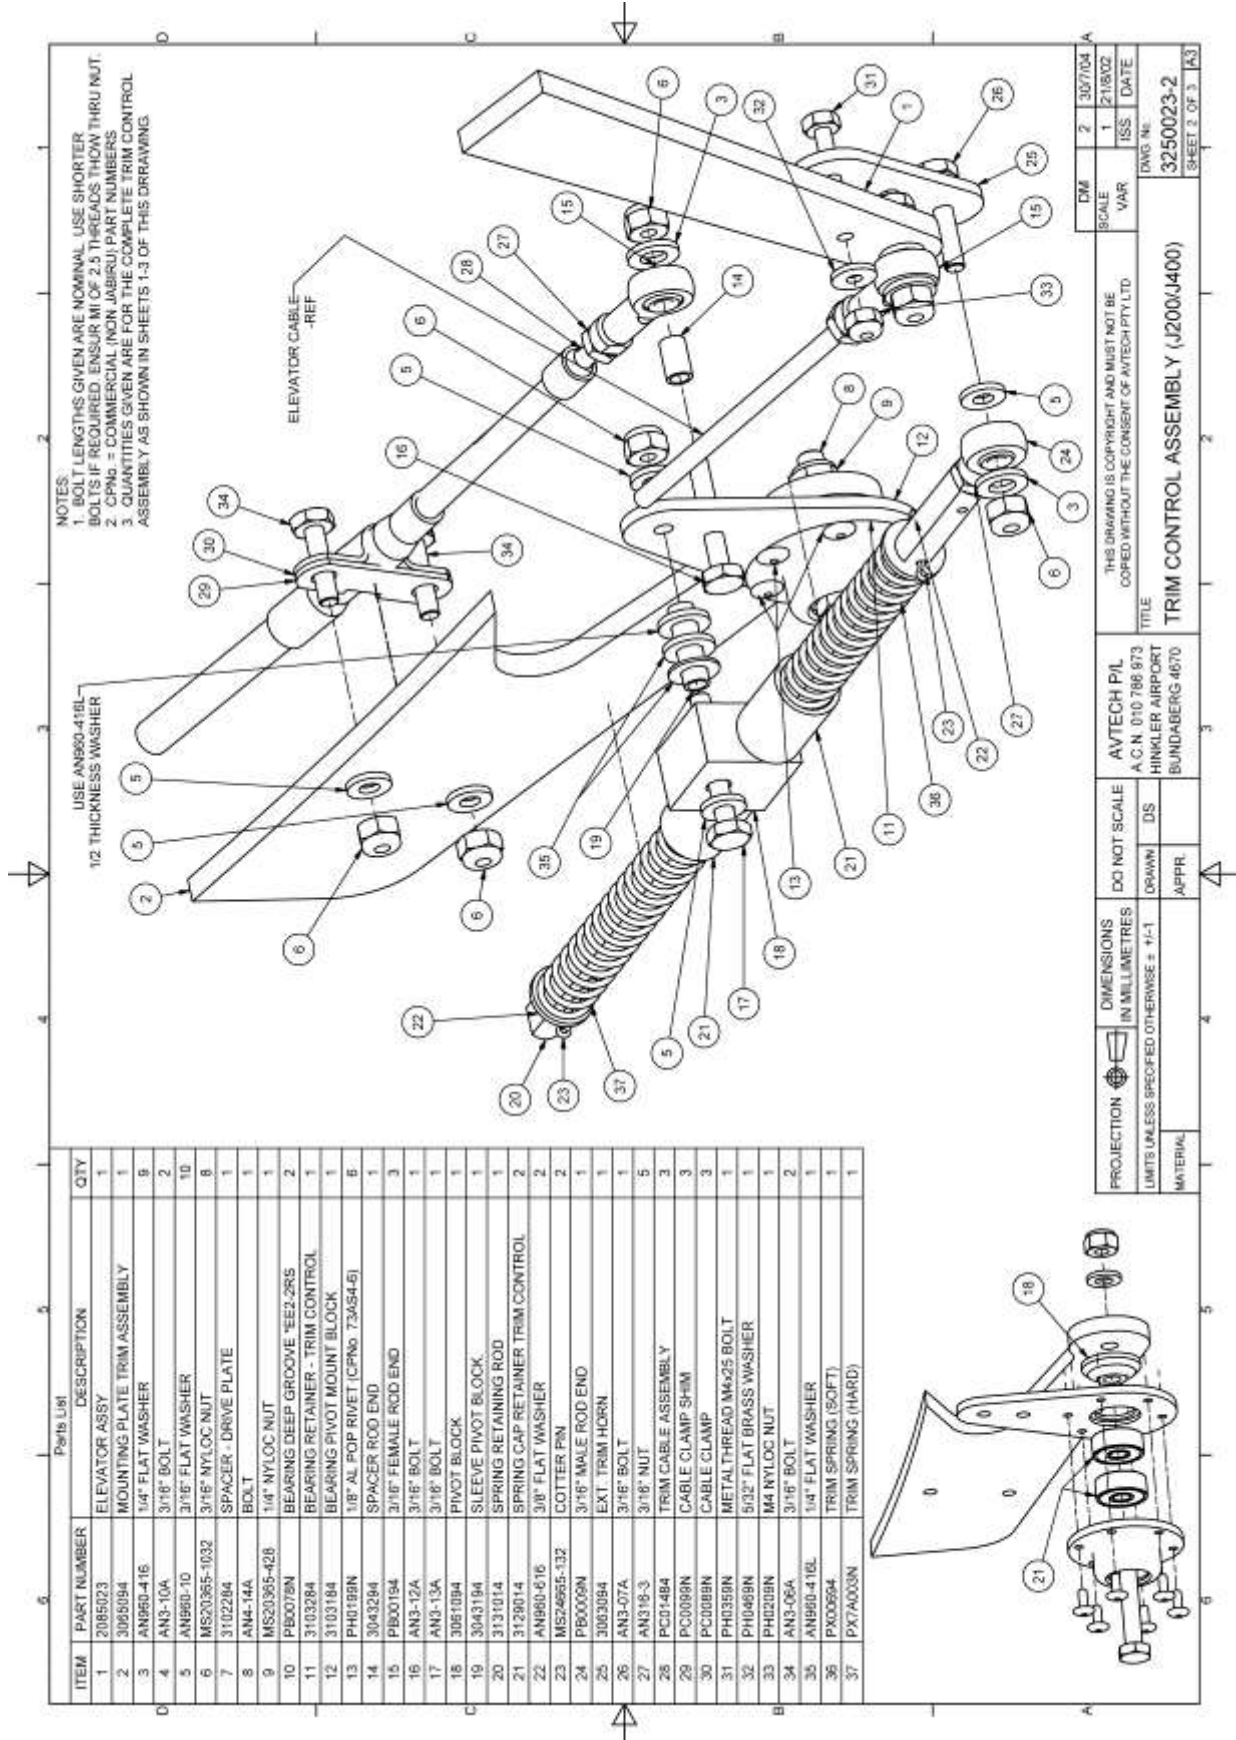 NOTES:
1. BOLT LENGTHS GIVEN ARE NOMINAL USE SHORTER
BOLTS IF REQUIRED. ENSUR MI OF 2.5 THREADS THOW THRU NUT.
2. CPNo. = COMMERCIAL (NON JABIRU) PART NUMBERS
3. QUANTITIES GIVEN ARE FOR THE COMPLETE TRIM CONTROL
ASSEMBLY AS SHOWN IN SHEETS 1-3 OF THIS DRRAWING.
USE AN960-416L
1/2 THICKNESS WASHER
ELEVATOR CABLE
-REF
Parts List
ITEM PART NUMBER DESCRIPTION QTY
1 2085023 ELEVATOR ASSY 1
2 3065094 MOUNTING PLATE TRIM ASSEMBLY 1
3 AN960-416 1/4" FLAT WASHER 9
4 AN3-10A 3/16" BOLT 2
5 AN960-10 3/16" FLAT WASHER 10
6 MS20365-1032 3/16" NYLOC NUT 8
7 3102284 SPACER - DRIVE PLATE 1
8 AN4-14A BOLT 1
9 MS20365-428 1/4" NYLOC NUT 1
10 PB0078N BEARING DEEP GROOVE "EE2-2RS 2
11 3103284 BEARING RETAINER - TRIM CONTROL 1
12 3103184 BEARING PIVOT MOUNT BLOCK 1
13 PH0199N 1/8" AL POP RIVET (CPNo 73AS4-6) 6
14 3043294 SPACER ROD END 1
15 PB00194 3/16" FEMALE ROD END 3
16 AN3-12A 3/16" BOLT 1
17 AN3-13A 3/16" BOLT 1
18 3061094 PIVOT BLOCK 1
19 3043194 SLEEVE PIVOT BLOCK 1
20 3131014 SPRING RETAINING ROD 1
21 3129014 SPRING CAP RETAINER TRIM CONTROL 2
22 AN960-616 3/8" FLAT WASHER 2
23 MS24665-132 COTTER PIN 2
24 PB0009N 3/16" MALE ROD END 1
25 3063094 EXT. TRIM HORN 1
26 AN3-07A 3/16" BOLT 1
27 AN316-3 3/16" NUT 5
28 PC01484 TRIM CABLE ASSEMBLY 3
29 PC0099N CABLE CLAMP SHIM 3
30 PC0089N CABLE CLAMP 3
31 PH0359N METALTHREAD M4x25 BOLT 1
32 PH0469N 5/32" FLAT BRASS WASHER 1
33 PH0209N M4 NYLOC NUT 1
34 AN3-06A 3/16" BOLT 2
35 AN960-416L 1/4" FLAT WASHER 1
36 PX00694 TRIM SPRING (SOFT) 1
37 PX7A003N TRIM SPRING (HARD) 1
PROJECTION
DIMENSIONS
IN MILLIMETRES
LIMITS UNLESS SPECIFIED OTHERWISE ± +/-1
MATERIAL
DO NOT SCALE
DRAWN DS
APPR.
AVTECH P/L
A.C.N. 010 786 973
HINKLER AIRPORT
BUNDABERG 4670
THIS DRAWING IS COPYRIGHT AND MUST NOT BE
COPIED WITHOUT THE CONSENT OF AVTECH PTY LTD
TITLE
TRIM CONTROL ASSEMBLY (J200/J400)
DM
SCALE
VAR
2 30/7/04
1 21/8/02
ISS DATE
DWG No.
3250023-2
SHEET 2 OF 3 A3